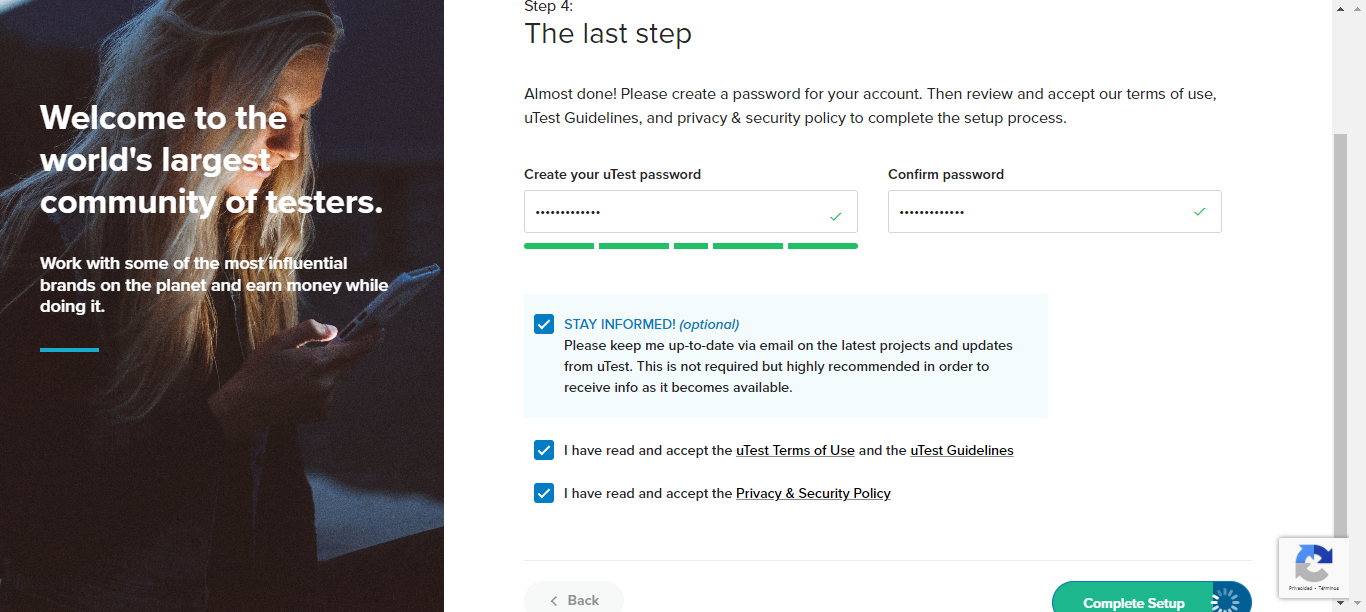 Step 4:
The last step
Welcome to the
world's largest
community of testers.
Work with some of the most influential
brands on the planet and earn money while
doing it.
Almost done! Please create a password for your account. Then review and accept our terms of use,
uTest Guidelines, and privacy & security policy to complete the setup process.
Create your uTest password
Confirm password
•••••••••••••
•••••••••••••
STAY INFORMED! (optional)
Please keep me up-to-date via email on the latest projects and updates
from uTest. This is not required but highly recommended in order to
receive info as it becomes available.
I have read and accept the uTest Terms of Use and the uTest Guidelines
I have read and accept the Privacy & Security Policy
Back
Complete Setup
Privacidad - Términos